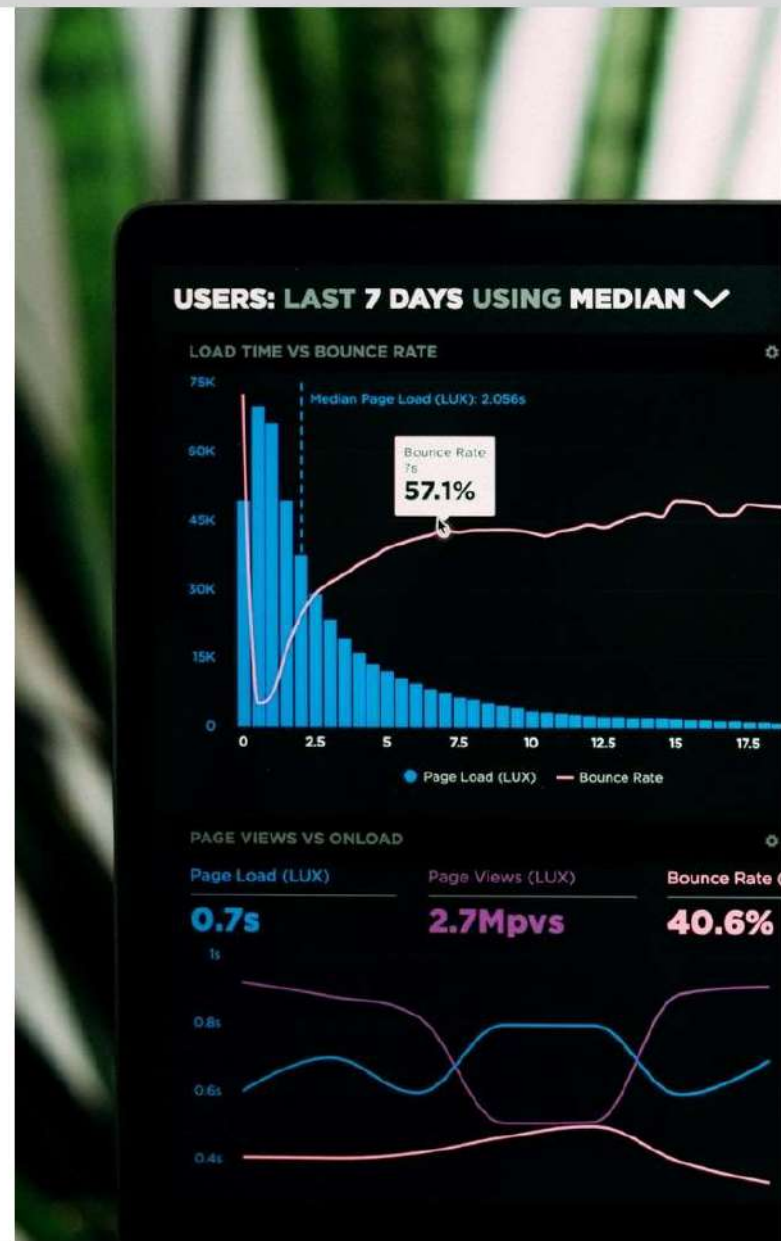 USERS: LAST 7 DAYS USING MEDIAN
LOAD TIME VS BOUNCE RATE
75K
Median Page Load (LUX): 2.056s
60K
Bounce Rate
7s
57.1%
45K
30K
15K
0
0 2.5 5 7.5 10 12.5 15 17.5
Page Load (LUX) Bounce Rate
PAGE VIEWS VS ONLOAD
Page Load (LUX) Page Views (LUX) Bounce Rate (
0.7s 2.7Mpvs 40.6%
1s
0.8s
0.6s
0.4s